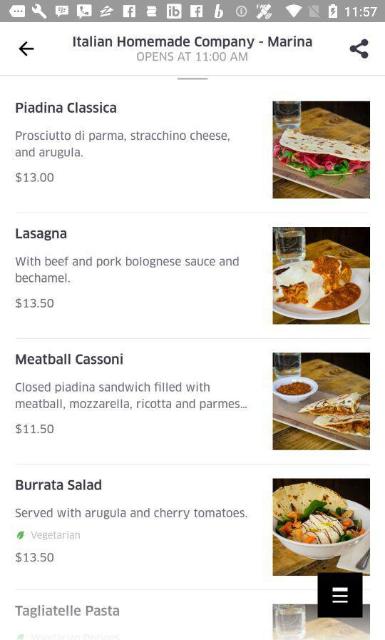 11:57
Italian Homemade Company - Marina
OPENS AT 11:00 AM
Piadina Classica
Prosciutto di parma, stracchino cheese,
and arugula.
$13.00
Lasagna
With beef and pork bolognese sauce and
bechamel.
$13.50
Meatball Cassoni
Closed piadina sandwich filled with
meatball, mozzarella, ricotta and parmes...
$11.50
Burrata Salad
Served with arugula and cherry tomatoes.
Vegetarian
$13.50
Tagliatelle Pasta
Vegetarian Options